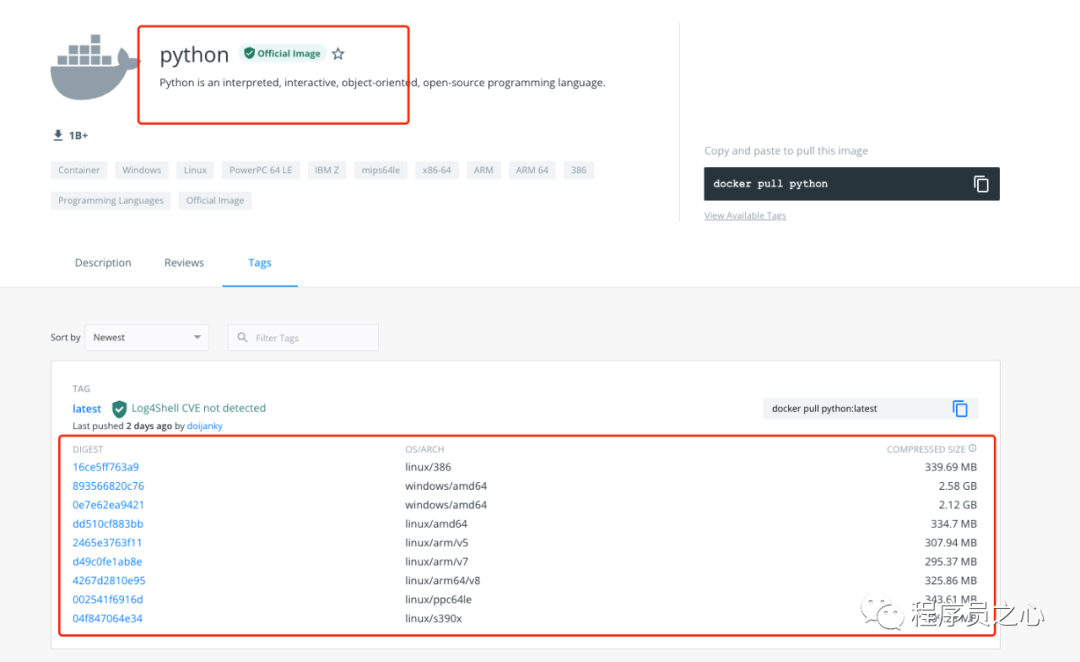 python Official Image
Python is an interpreted, interactive, object-oriented, open-source programming language.
1B+
Container Windows Linux PowerPC 64 LE IBM Z mips64le x86-64 ARM ARM 64 386
Programming Languages Official Image
Copy and paste to pull this image
docker pull python
View Available Tags
Description Reviews Tags
Sort by Newest Filter Tags
TAG
latest Log4Shell CVE not detected
docker pull python:latest
Last pushed 2 days ago by doijanky
DIGEST OS/ARCH COMPRESSED SIZE
16ce5ff763a9 linux/386 339.69 MB
893566820c76 windows/amd64 2.58 GB
0e7e62ea9421 windows/amd64 2.12 GB
dd510cf883bb linux/amd64 334.7 MB
2465e3763f11 linux/arm/v5 307.94 MB
d49c0fe1ab8e linux/arm/v7 295.37 MB
4267d2810e95 linux/arm64/v8 325.86 MB
002541f6916d linux/ppc64le 343.61 MB
04f847064e34 linux/s390x
程序员之心